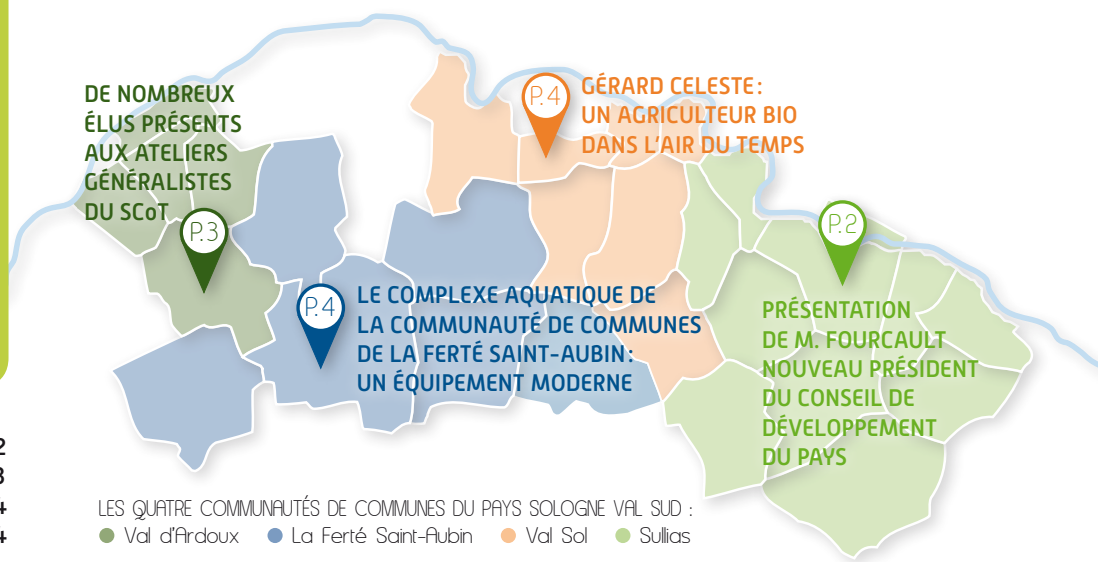 DE NOMBREUX
ÉLUS PRÉSENTS
AUX ATELIERS
GÉNÉRALISTES
DU SCoT
P.3
P.4
GÉRARD CELESTE :
UN AGRICULTEUR BIO
DANS L'AIR DU TEMPS
P.4
LE COMPLEXE AQUATIQUE DE
LA COMMUNAUTÉ DE COMMUNES
DE LA FERTÉ SAINT-AUBIN :
UN ÉQUIPEMENT MODERNE
P.2
PRÉSENTATION
DE M. FOURCAULT
NOUVEAU PRÉSIDENT
DU CONSEIL DE
DÉVELOPPEMENT
DU PAYS
2
3
4
4
LES QUATRE COMMUNAUTÉS DE COMMUNES DU PAYS SOLOGNE VAL SUD :
Val d'Ardoux La Ferté Saint-Aubin Val Sol Sullias